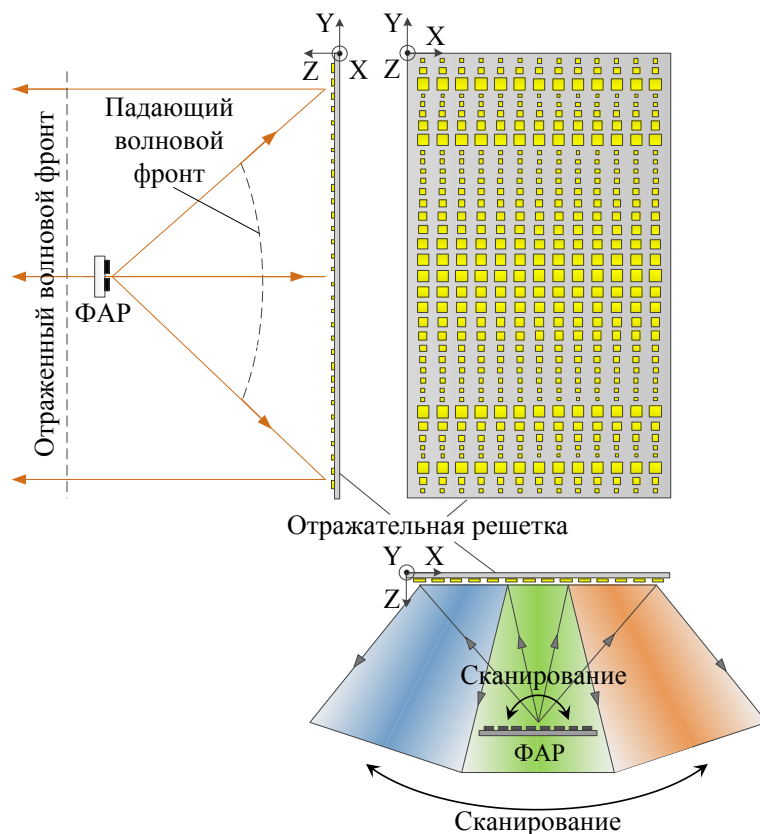 Y
Z
X
Y
X
Z
Падающий
волновой
фронт
Отраженный волновой фронт
ФАР
Отражательная решетка
Y
X
Z
Сканирование
ФАР
Сканирование